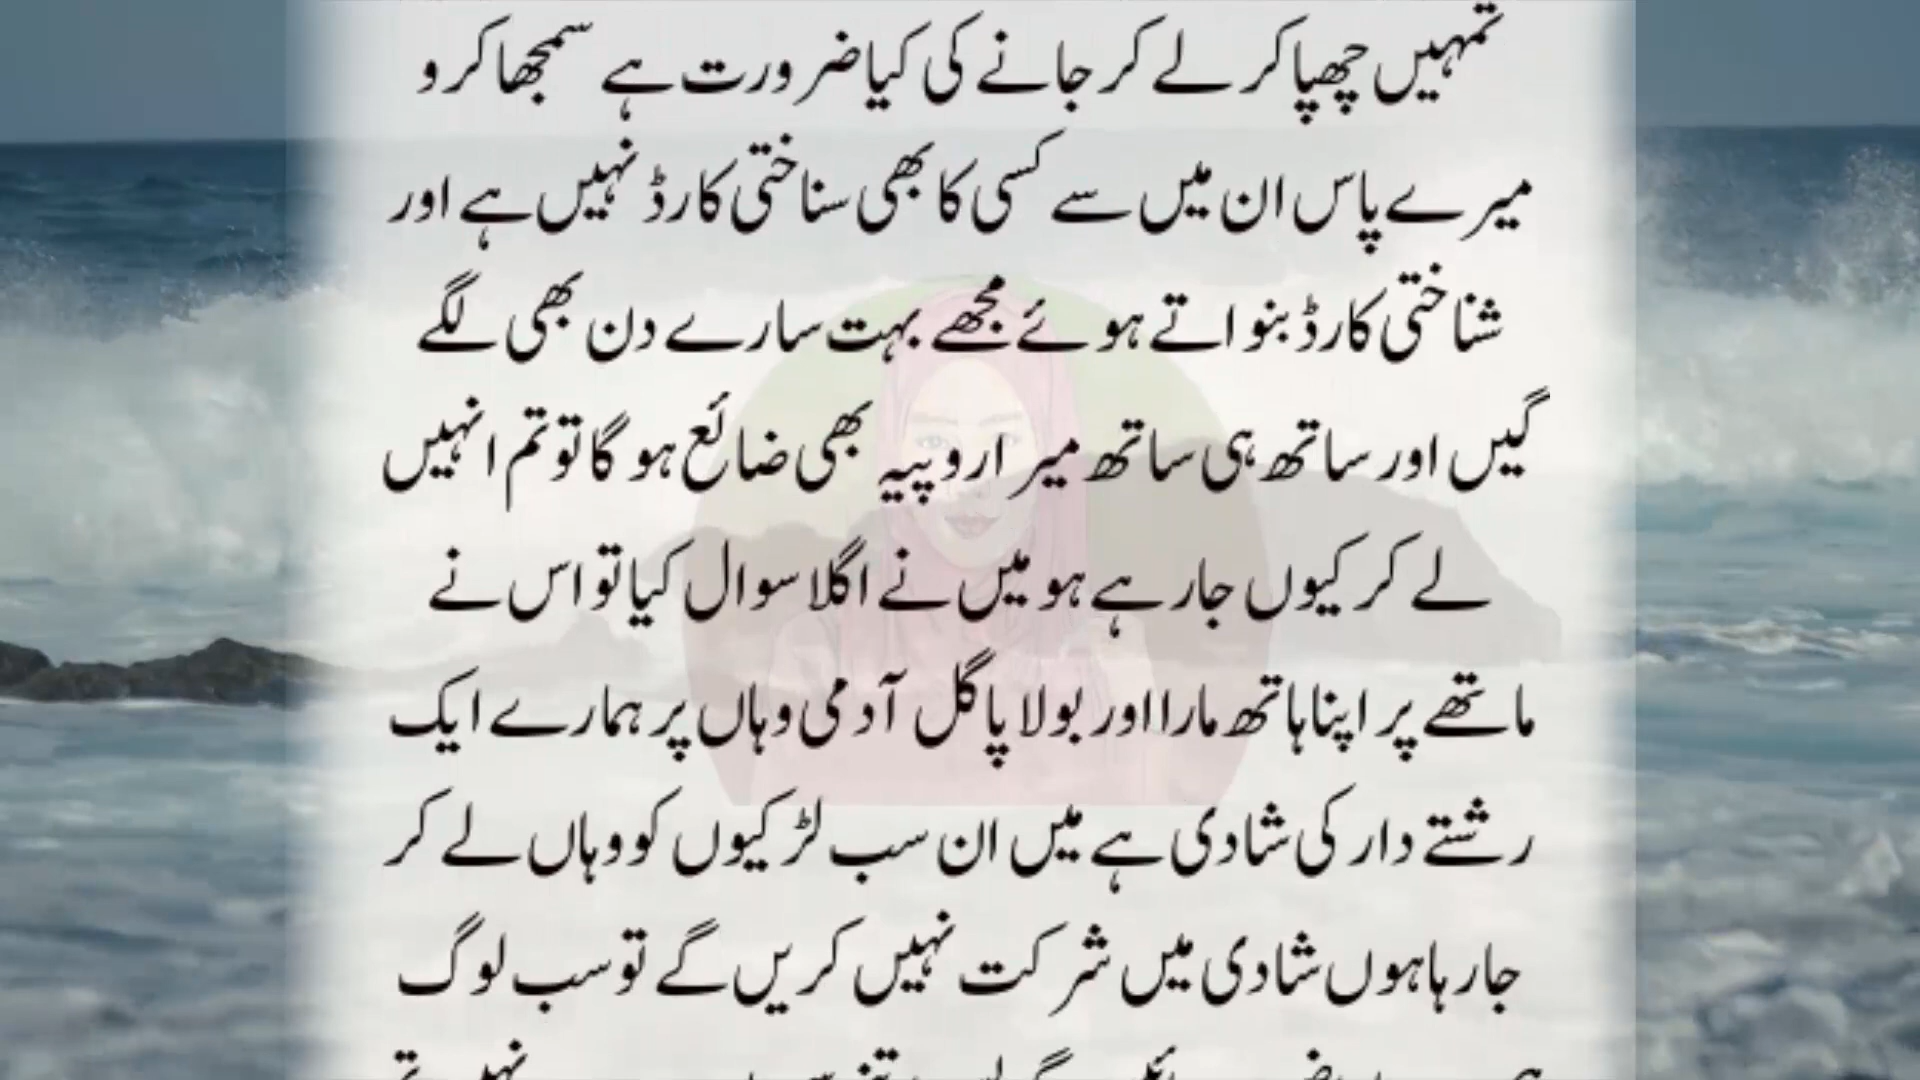 تمہیں چھپا کر لے کر جانے کی کیا ضرورت ہے سمجھا کرو
میرے پاس ان میں سے کسی کا بھی سناختی کارڈ نہیں ہے اور
شناختی کارڈ بنواتے ہوئے مجھے بہت سارے دن بھی لگے
گیں اور ساتھ ہی ساتھ میرا روپیہ بھی ضائع ہو گا تو تم انہیں
لے کر کیوں جا رہے ہو میں نے اگلا سوال کیا تو اس نے
ماتھے پر اپنا ہاتھ مارا اور بولا پاگل آدمی وہاں پر ہمارے ایک
رشتے دار کی شادی ہے میں ان سب لڑکیوں کو وہاں لے کر
جا رہا ہوں شادی میں شرکت نہیں کریں گے تو سب لوگ